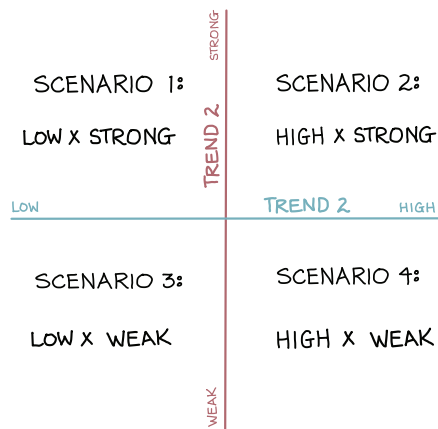 STRONG
SCENARIO 1:
LOW X STRONG
TREND 2
SCENARIO 2:
HIGH X STRONG
LOW
TREND 2
HIGH
SCENARIO 3:
LOW X WEAK
SCENARIO 4:
HIGH X WEAK
WEAK